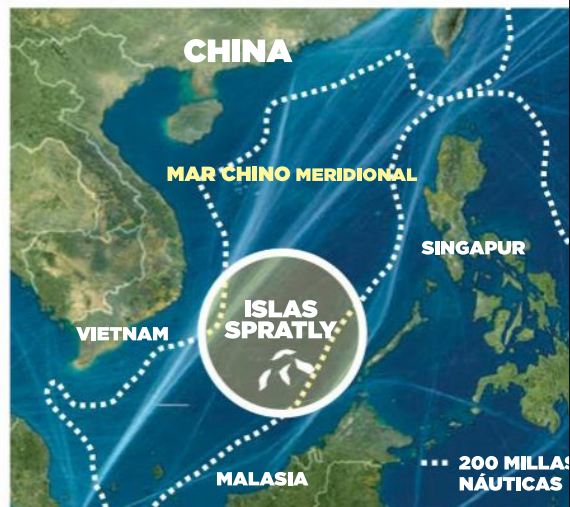 CHINA
MAR CHINO MERIDIONAL
SINGAPUR
ISLAS
SPRATLY
VIETNAM
MALASIA
200 MILLAS
NÁUTICAS